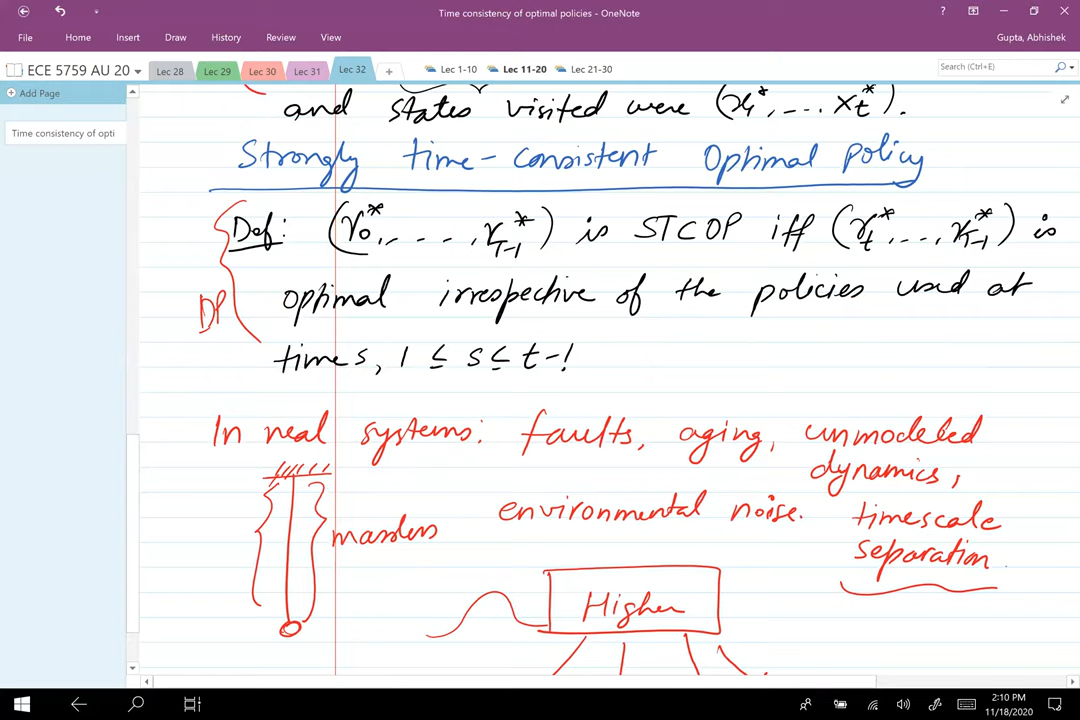 Time consistency of optimal policies - OneNote
?
Gupta, Abhishek
File Home Insert Draw History Review View
ECE 5759 AU 20 Lec 28 Lec 29 Lec 30 Lec 31 Lec 32 + Lec 1-10 Lec 11-20 Lec 21-30 Search (Ctrl+E)
Add Page
Time consistency of opti
and states visited were (x₁*, ... xₜ*).
Strongly time-consistent Optimal policy
Def: (γ₀*, ..., γ_{T-1}*) is STCOP iff (γₜ*, ..., γ_{T-1}*) is
DP
optimal irrespective of the policies used at
time s, 1 ≤ s ≤ t-1
In real systems: faults, aging, unmodeled
dynamics,
environmental noise. timescale
separation
massless
Higher
2:10 PM
11/18/2020